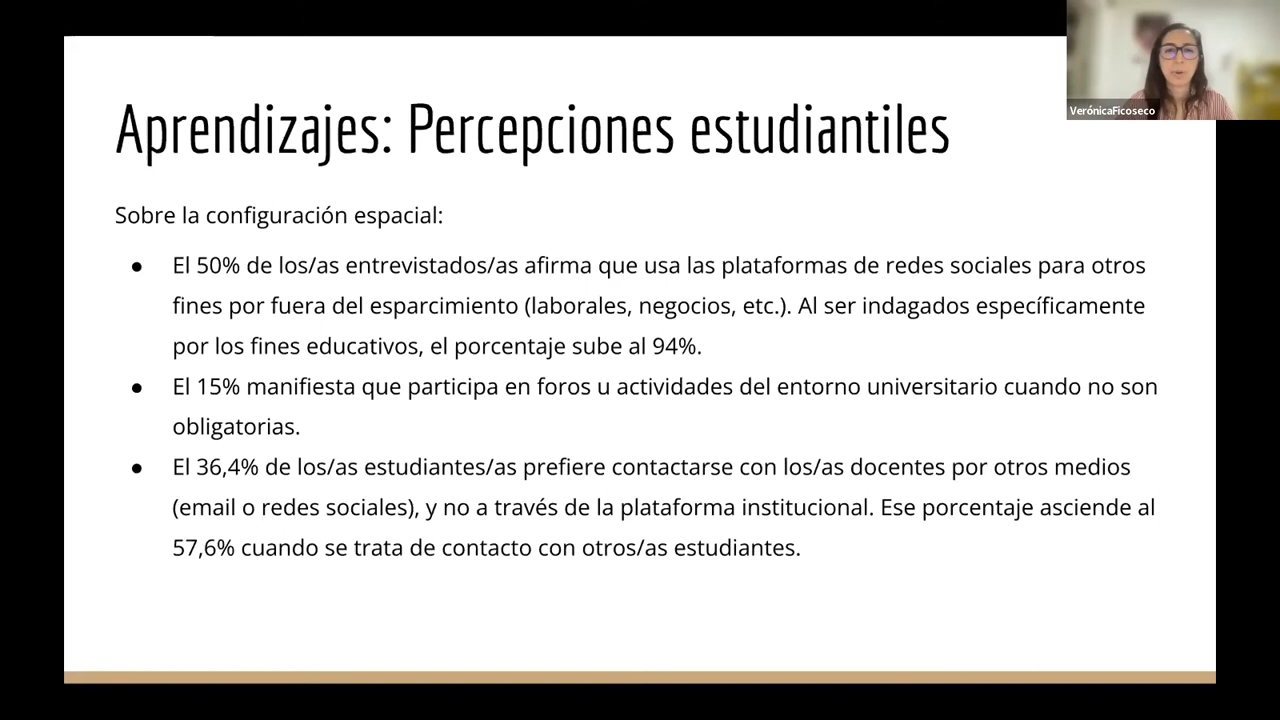 Aprendizajes: Percepciones estudiantiles
VerónicaFicoseco
Sobre la configuración espacial:
● El 50% de los/as entrevistados/as afirma que usa las plataformas de redes sociales para otros
fines por fuera del esparcimiento (laborales, negocios, etc.). Al ser indagados específicamente
por los fines educativos, el porcentaje sube al 94%.
● El 15% manifiesta que participa en foros u actividades del entorno universitario cuando no son
obligatorias.
● El 36,4% de los/as estudiantes/as prefiere contactarse con los/as docentes por otros medios
(email o redes sociales), y no a través de la plataforma institucional. Ese porcentaje asciende al
57,6% cuando se trata de contacto con otros/as estudiantes.